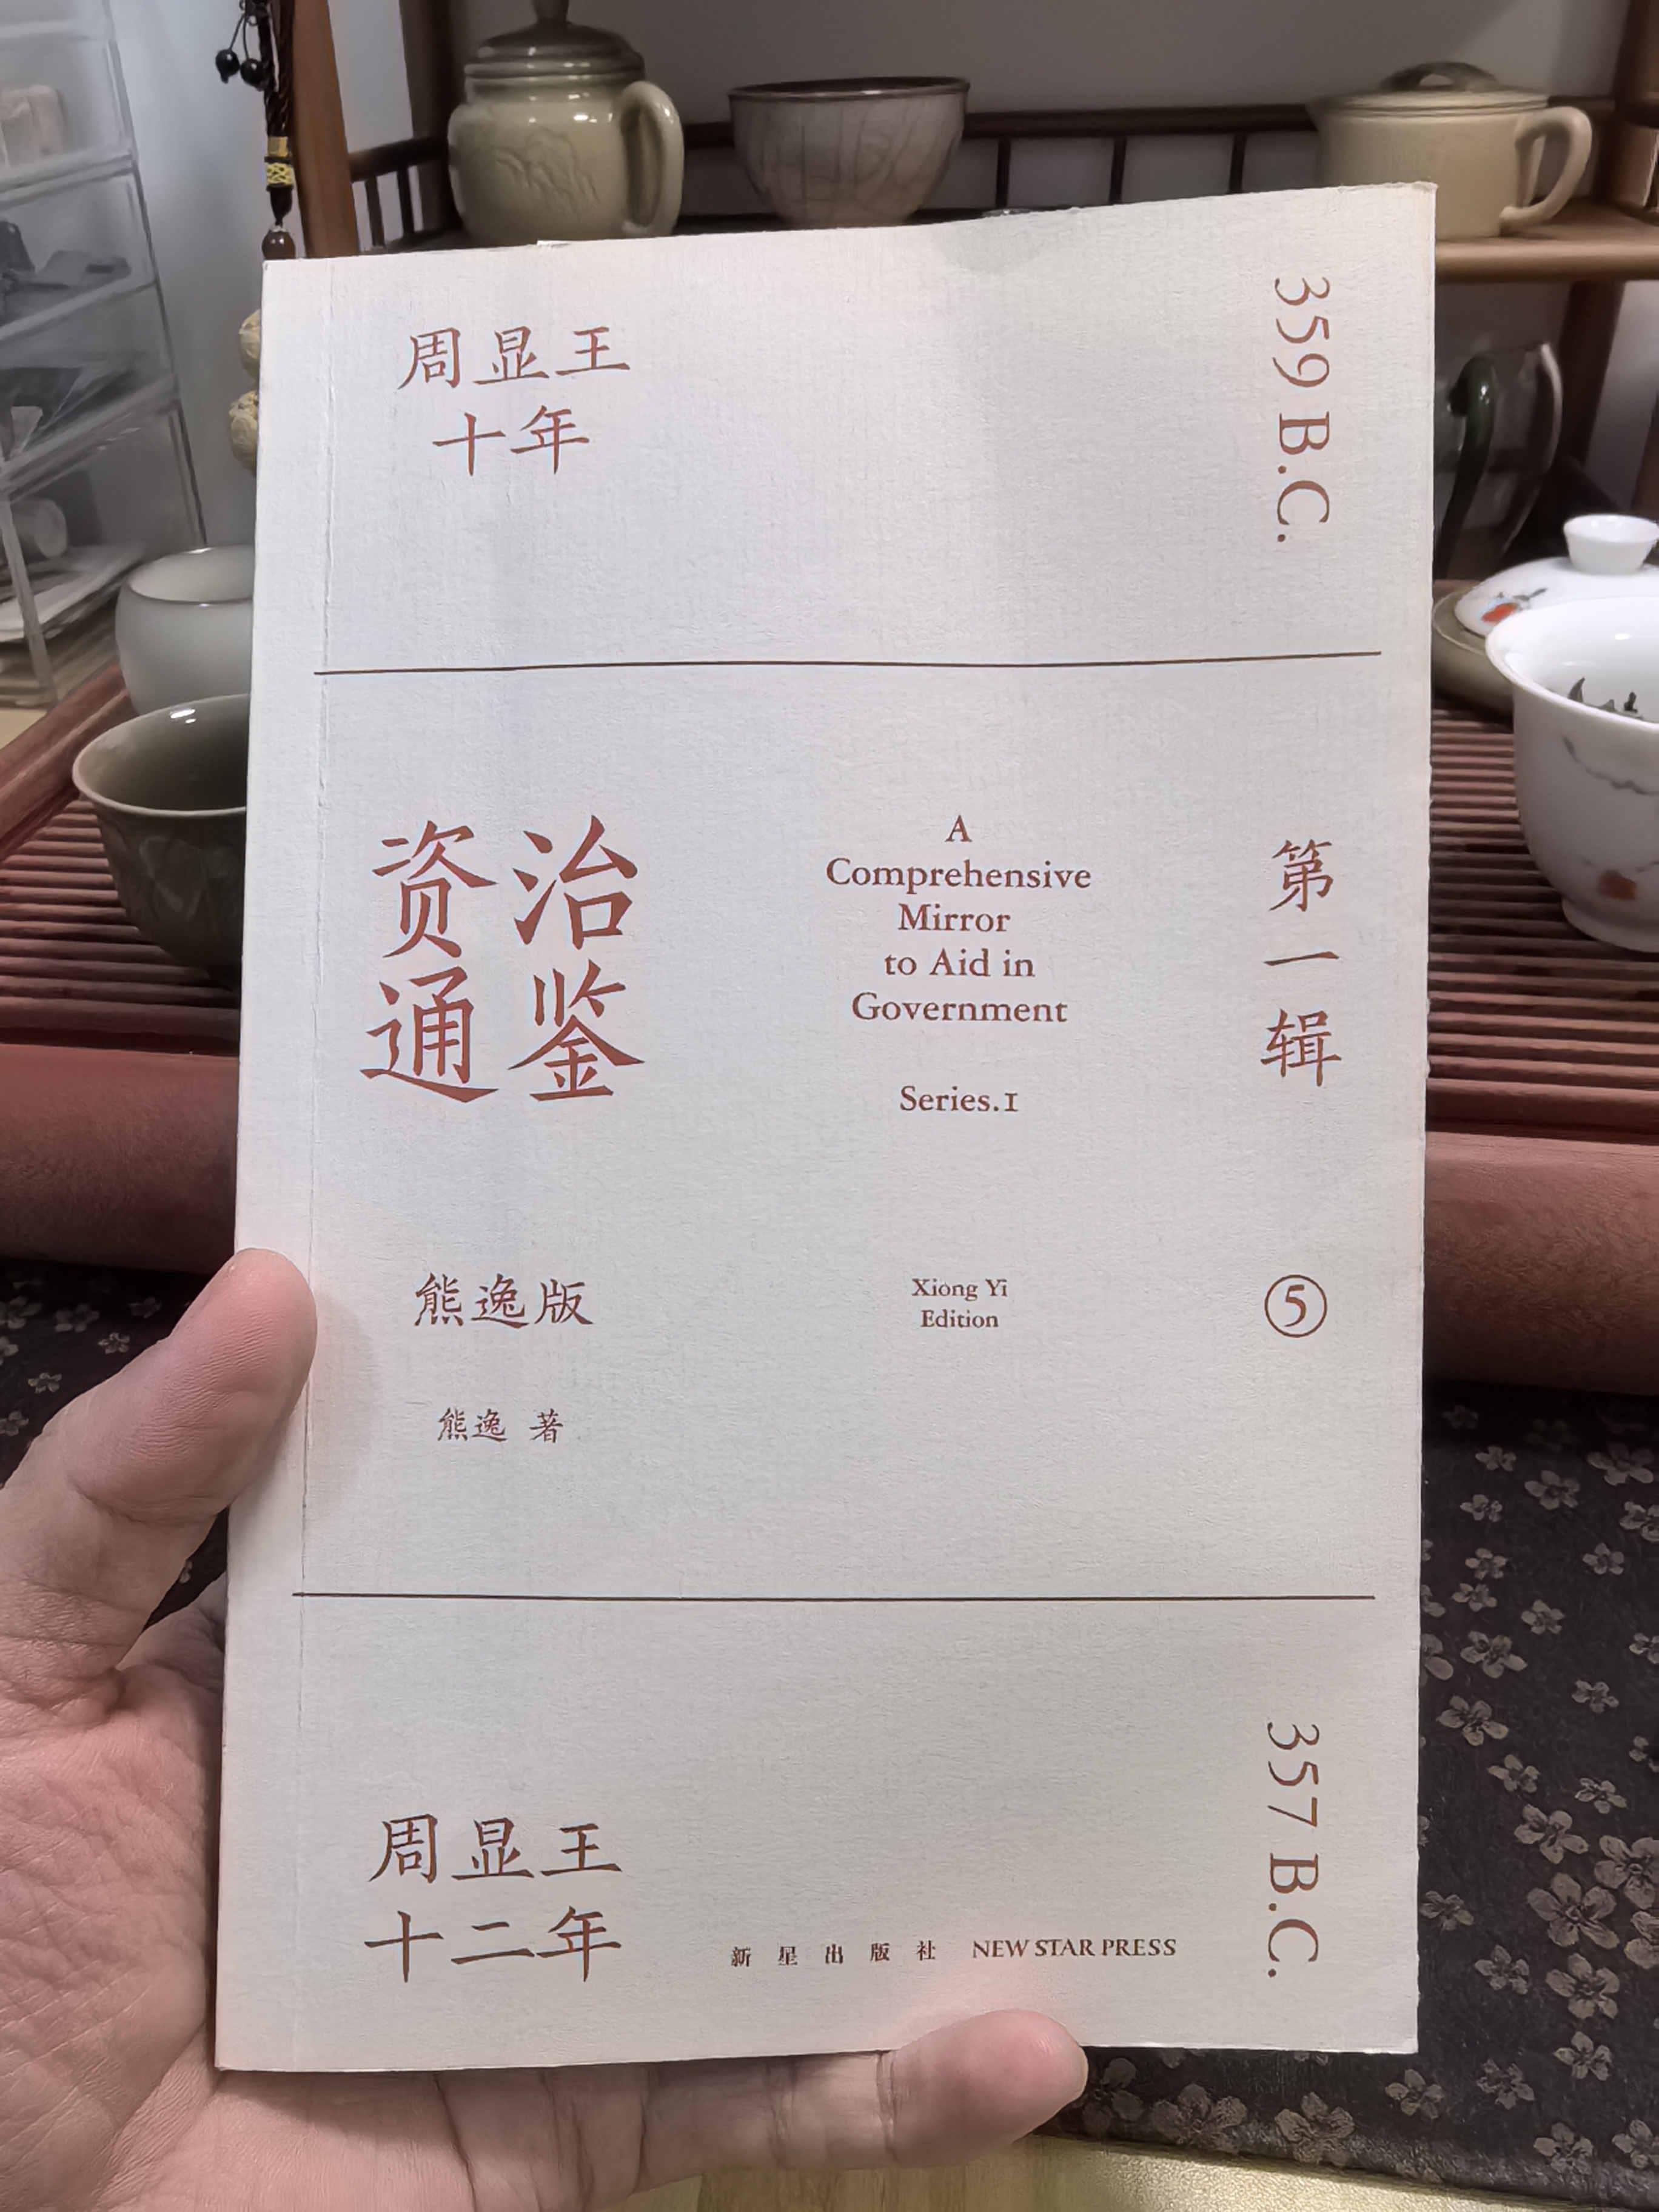 周显王
十年
359 B.C.
资治
通鉴
A
Comprehensive
Mirror
to Aid in
Government
Series.1
第一辑
熊逸版
Xiong Yi
Edition
⑤
熊逸 著
周显王
十二年
新星出版社 NEW STAR PRESS
357 B.C.